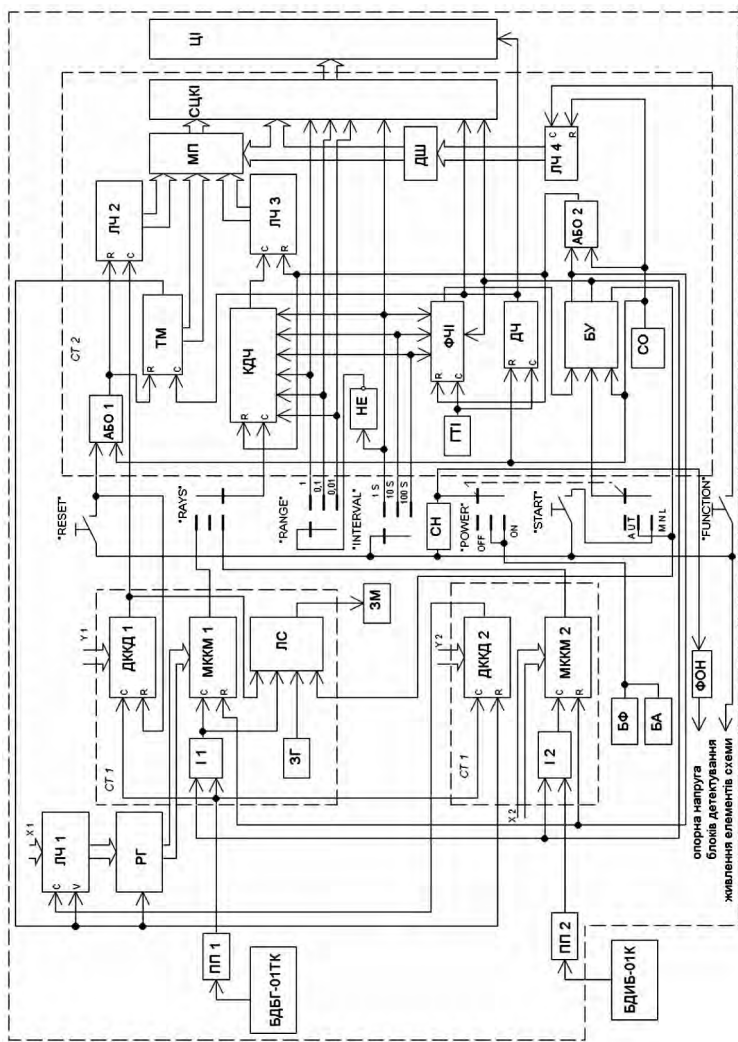 БДИБ-01К
БДБГ-01ТК
ПП 2
ПП 1
ЛЧ 1
C
V
X 1
РГ
опорна напруга
блоків детектування
живлення елементів схеми
ФОН
БФ
БА
СТ 1
I 2
X 2
C
R
МККМ 2
C
R
ДККД 2
Y 2
СТ 1
I 1
ЗГ
C
R
МККМ 1
C
R
ДККД 1
Y 1
ЛС
ЗМ
"FUNCTION"
A U T
M N L
"START"
"POWER"
OFF
ON
СН
"INTERVAL"
1 S
10 S
100 S
"RANGE"
1
0,1
0,01
"RAYS"
"RESET"
СТ 2
АБО 1
НЕ
ГТІ
СО
БУ
R
C
ДЧ
R
C
ФЧІ
R
C
КДЧ
R
C
ТМ
АБО 2
ЛЧ 4
C
R
ДШ
C
R
ЛЧ 3
R
C
ЛЧ 2
МП
СЦКІ
ЦІ